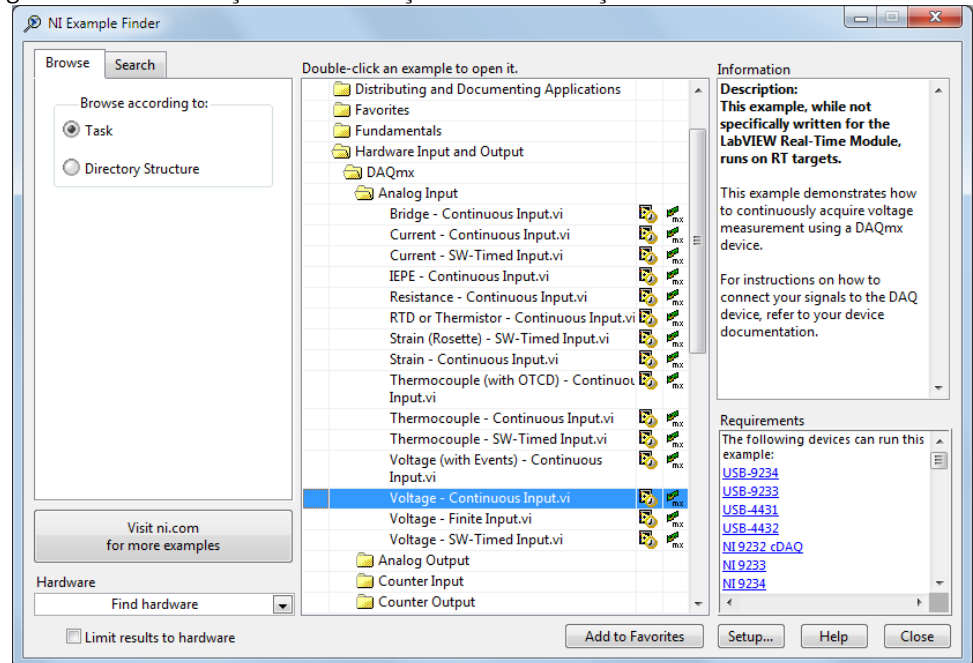 NI Example Finder
Browse
Search
Browse according to:
Task
Directory Structure
Visit ni.com
for more examples
Hardware
Find hardware
Limit results to hardware
Double-click an example to open it.
Distributing and Documenting Applications
Favorites
Fundamentals
Hardware Input and Output
DAQmx
Analog Input
Bridge - Continuous Input.vi
Current - Continuous Input.vi
Current - SW-Timed Input.vi
IEPE - Continuous Input.vi
Resistance - Continuous Input.vi
RTD or Thermistor - Continuous Input.vi
Strain (Rosette) - SW-Timed Input.vi
Strain - Continuous Input.vi
Thermocouple (with OTCD) - Continuou
Input.vi
Thermocouple - Continuous Input.vi
Thermocouple - SW-Timed Input.vi
Voltage (with Events) - Continuous
Input.vi
Voltage - Continuous Input.vi
Voltage - Finite Input.vi
Voltage - SW-Timed Input.vi
Analog Output
Counter Input
Counter Output
Add to Favorites
Information
Description:
This example, while not
specifically written for the
LabVIEW Real-Time Module,
runs on RT targets.
This example demonstrates how
to continuously acquire voltage
measurement using a DAQmx
device.
For instructions on how to
connect your signals to the DAQ
device, refer to your device
documentation.
Requirements
The following devices can run this
example:
USB-9234
USB-9233
USB-4431
USB-4432
NI 9232 cDAQ
NI 9233
NI 9234
Setup...
Help
Close